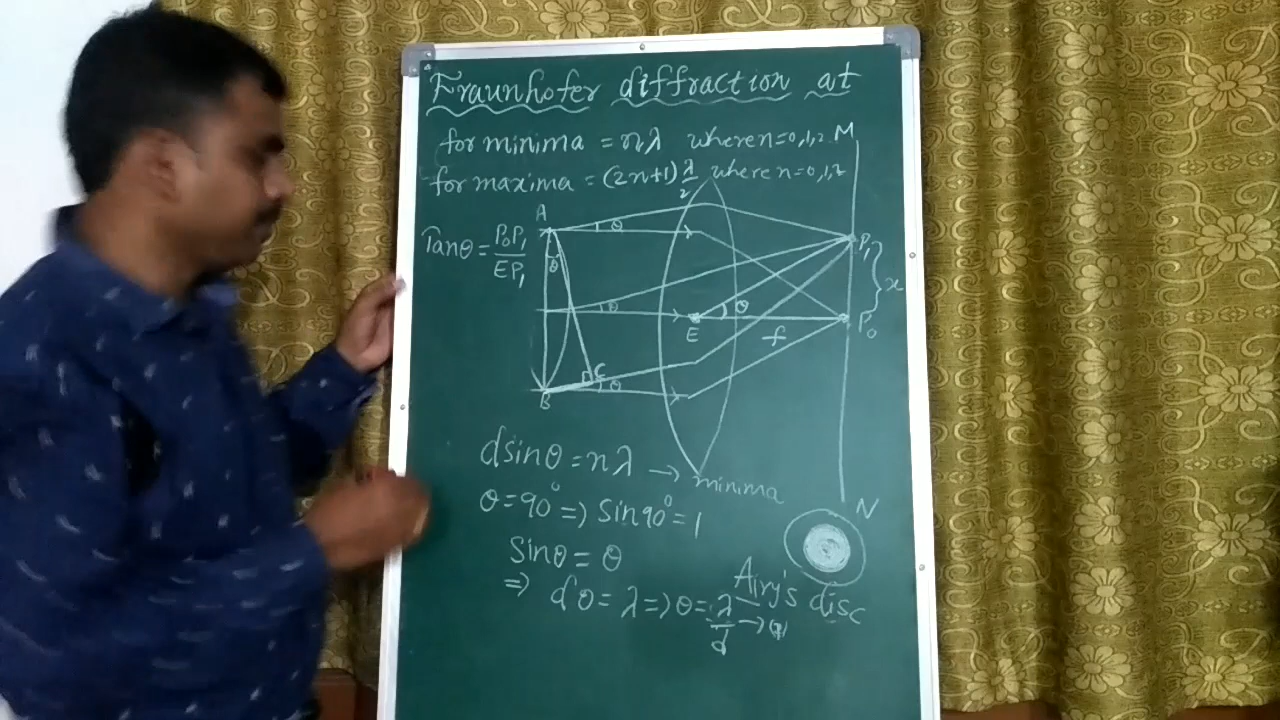 Fraunhofer diffraction at
for minima = nλ where n=0,1,2
for maxima = (2n+1) λ/2 where n=0,1,2
M
A
θ
Tanθ = P₀P₁/EP₁
θ
P₁
x
θ
E
θ
P₀
f
C
θ
B
dsinθ = nλ → minima
θ = 90° => Sin90° = 1
N
Sinθ = θ
=> dθ = λ => θ = λ/d → (1)
Airy's disc